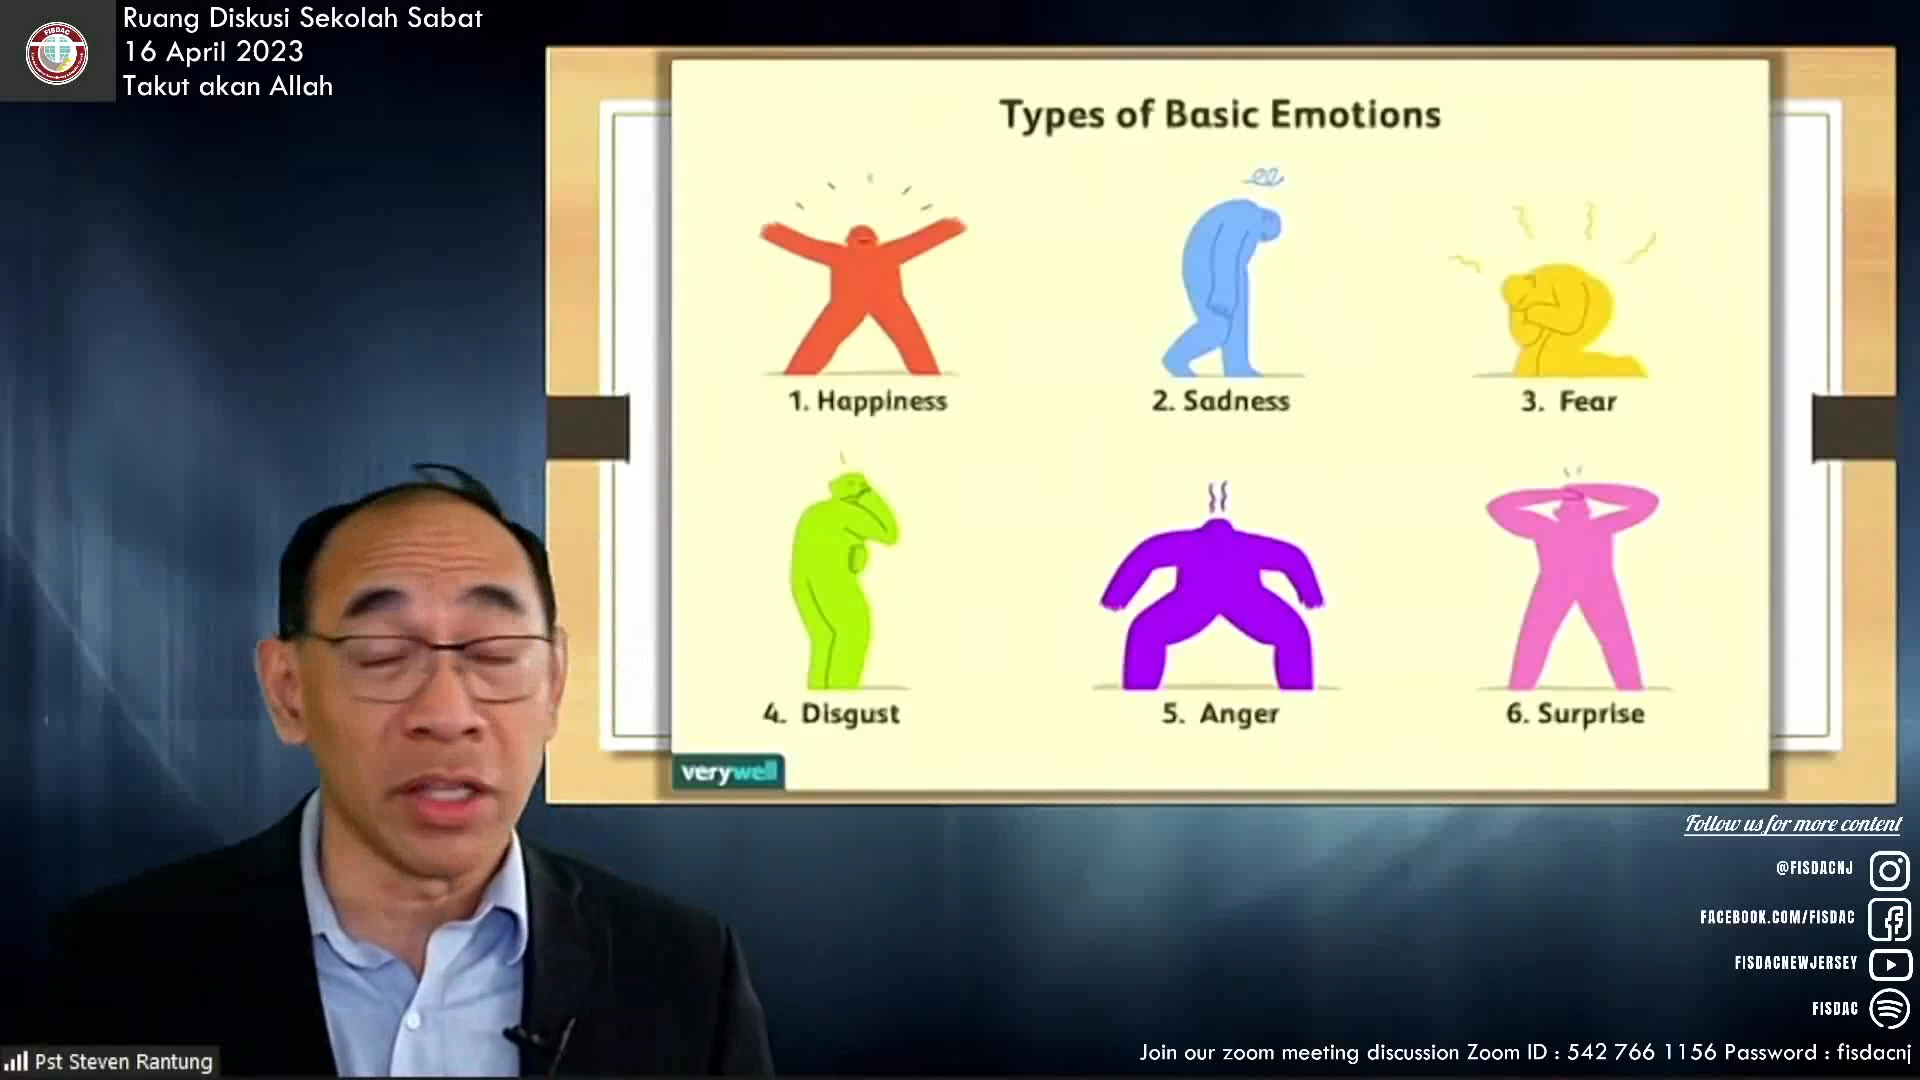 FISDAC
Ruang Diskusi Sekolah Sabat
16 April 2023
Takut akan Allah
Types of Basic Emotions
1. Happiness
2. Sadness
3. Fear
4. Disgust
5. Anger
6. Surprise
verywell
Follow us for more content
@FISDACNJ
FACEBOOK.COM/FISDAC
FISDACNEWJERSEY
FISDAC
Pst Steven Rantung
Join our zoom meeting discussion Zoom ID : 542 766 1156 Password : fisdacnj